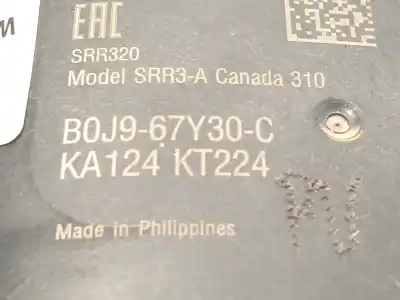 EAC
SRR320
Model SRR3-A Canada 310
B0J9-67Y30-C
KA124 KT224
Made in Philippines